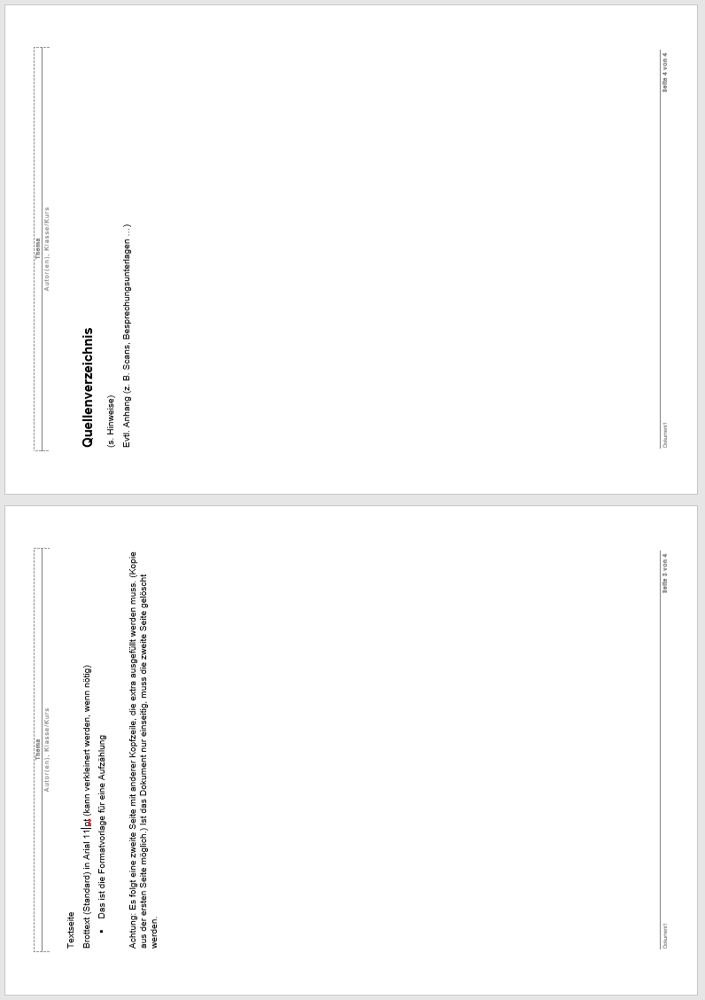 Thema
Autor(en), Klasse/Kurs
Textseite
Brottext (Standard) in Arial 11 pt (kann verkleinert werden, wenn nötig)
▪ Das ist die Formatvorlage für eine Aufzählung
Achtung: Es folgt eine zweite Seite mit anderer Kopfzeile, die extra ausgefüllt werden muss. (Kopie
aus der ersten Seite möglich.) Ist das Dokument nur einseitig, muss die zweite Seite gelöscht
werden.
Dokument1 Seite 3 von 4
Thema
Autor(en), Klasse/Kurs
Quellenverzeichnis
(s. Hinweise)
Evtl. Anhang (z. B. Scans, Besprechungsunterlagen …)
Dokument1 Seite 4 von 4